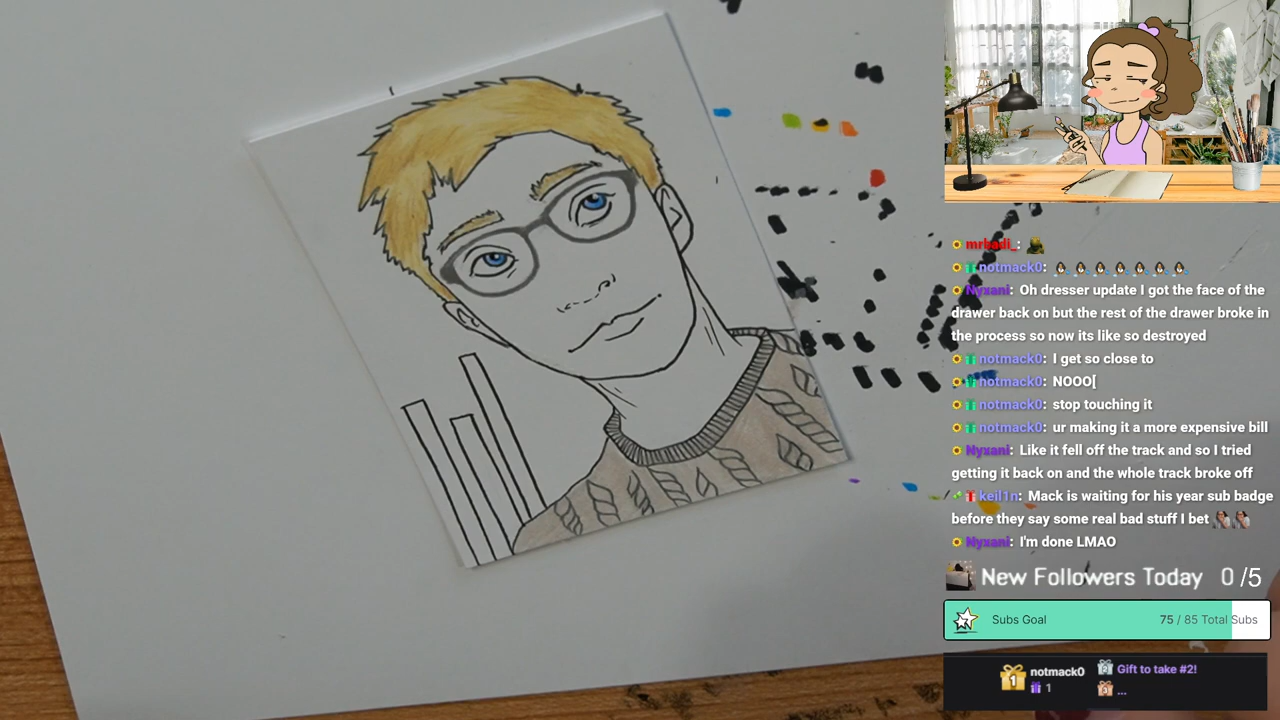 mrhadi_:
notmack0:
Nyxani: Oh dresser update I got the face of the
drawer back on but the rest of the drawer broke in
the process so now its like so destroyed
notmack0: I get so close to
notmack0: NOOO[
notmack0: stop touching it
notmack0: ur making it a more expensive bill
Nyxani: Like it fell off the track and so I tried
getting it back on and the whole track broke off
keil1n: Mack is waiting for his year sub badge
before they say some real bad stuff I bet
Nyxani: I'm done LMAO
New Followers Today 0 /5
Subs Goal 75 / 85 Total Subs
notmack0
1
1
Gift to take #2!
...